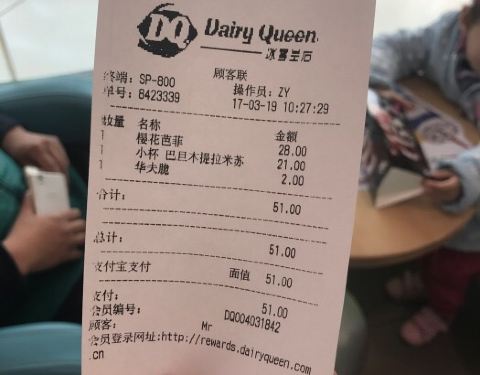 DQ Dairy Queen
冰雪皇后
顾客联
终端: SP-800 操作员: ZY
单号: 8423339 17-03-19 10:27:29
数量 名称 金额
1 樱花芭菲 28.00
1 小杯 巴旦木提拉米苏 21.00
1 华夫脆 2.00
合计: 51.00
总计: 51.00
支付宝支付 面值 51.00
支付: 51.00
会员编号: DQ004031842
顾客: Mr
会员登录网址:http://rewards.dairyqueen.com
.cn